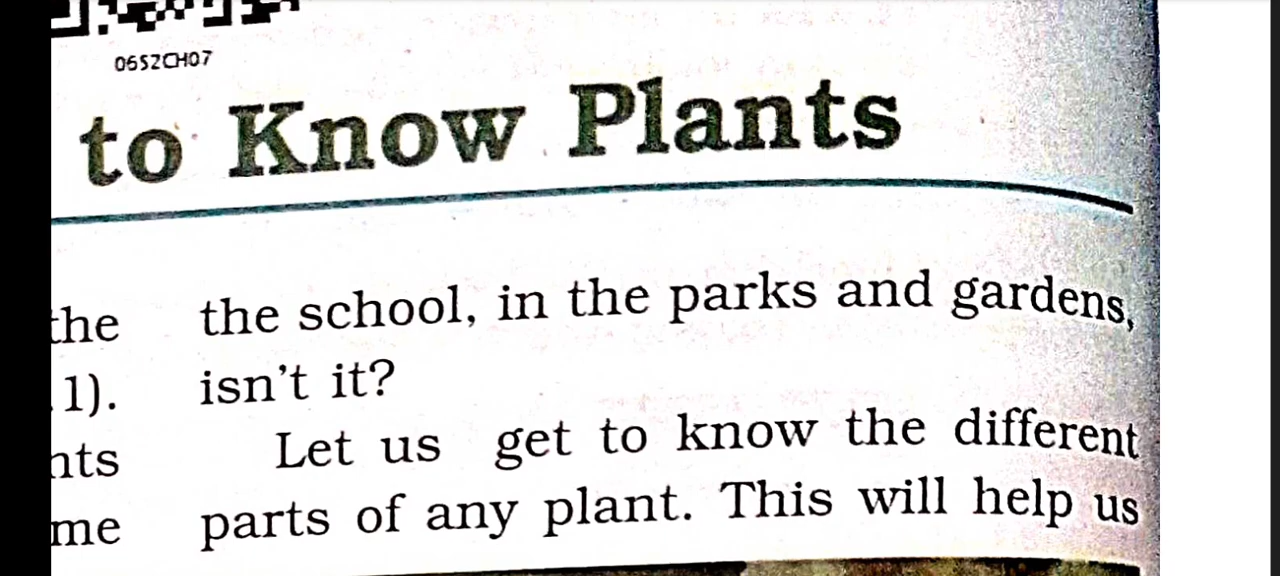 0652CH07
to Know Plants
the
1).
me
the school, in the parks and gardens,
isn't it?
Let us get to know the different
parts of any plant. This will help us